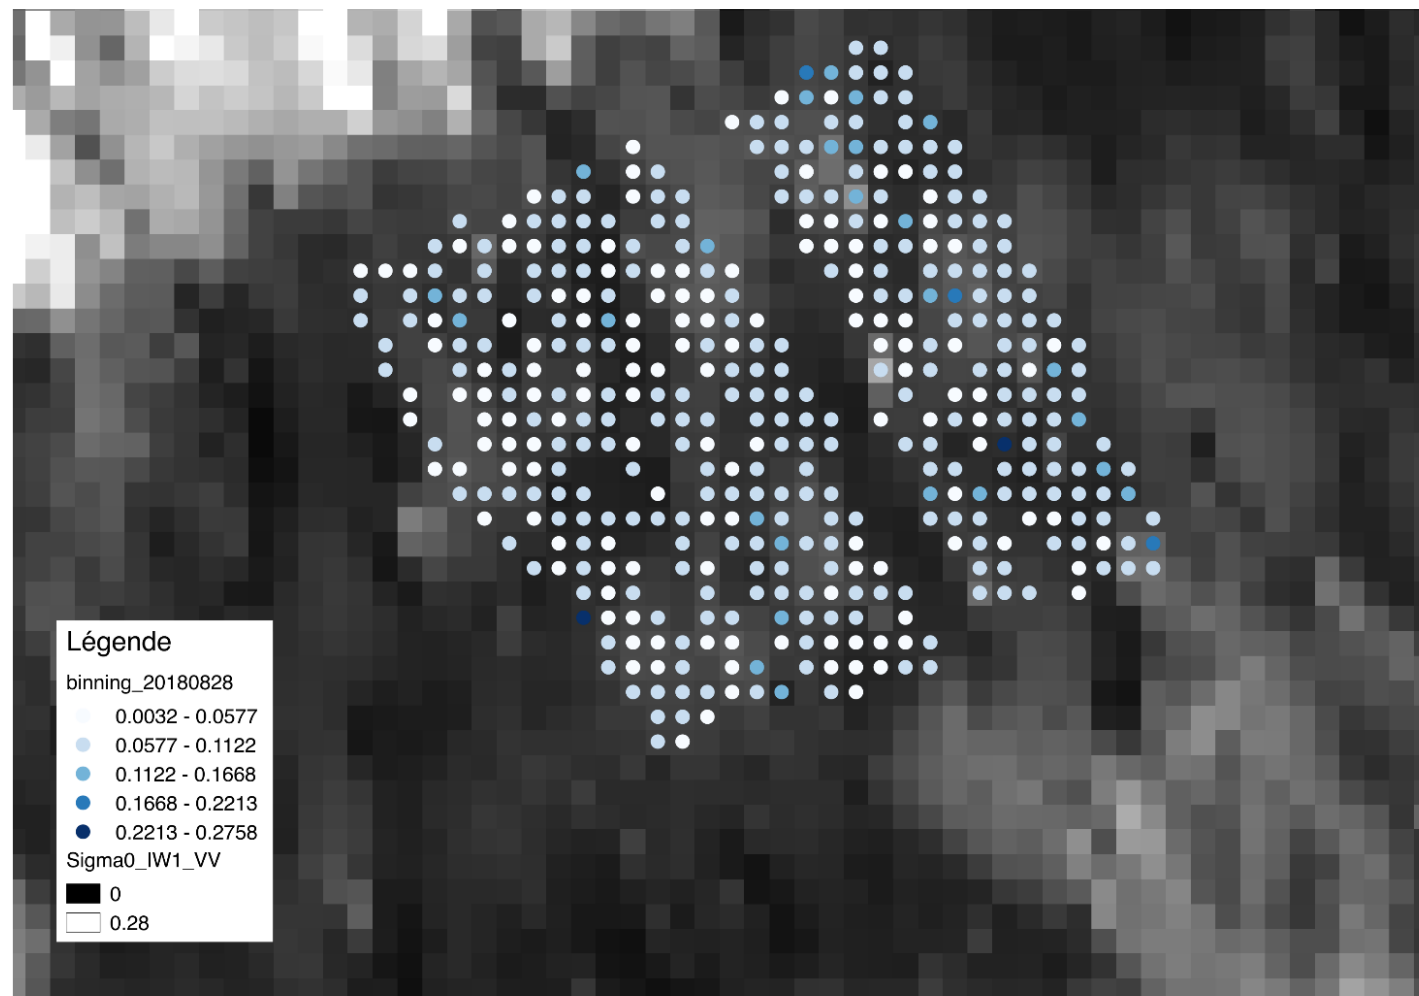 Légende
binning_20180828
0.0032 - 0.0577
0.0577 - 0.1122
0.1122 - 0.1668
0.1668 - 0.2213
0.2213 - 0.2758
Sigma0_IW1_VV
0
0.28